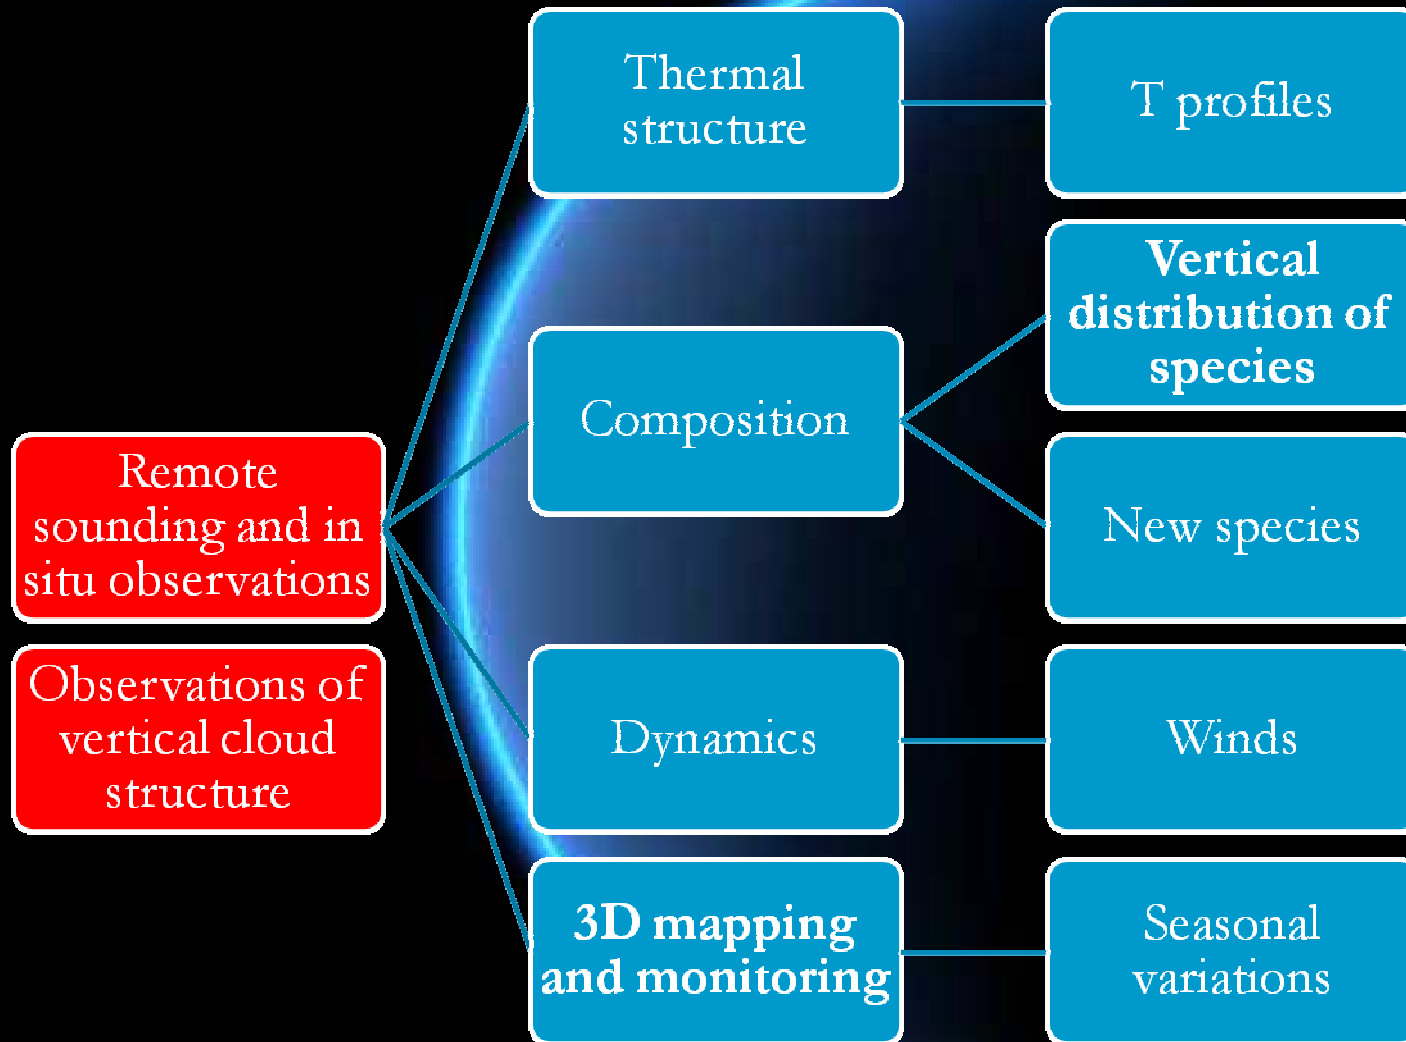 Thermal
structure
T profiles
Vertical
distribution of
species
Composition
New species
Remote
sounding and in
situ observations
Observations of
vertical cloud
structure
Dynamics
Winds
3D mapping
and monitoring
Seasonal
variations